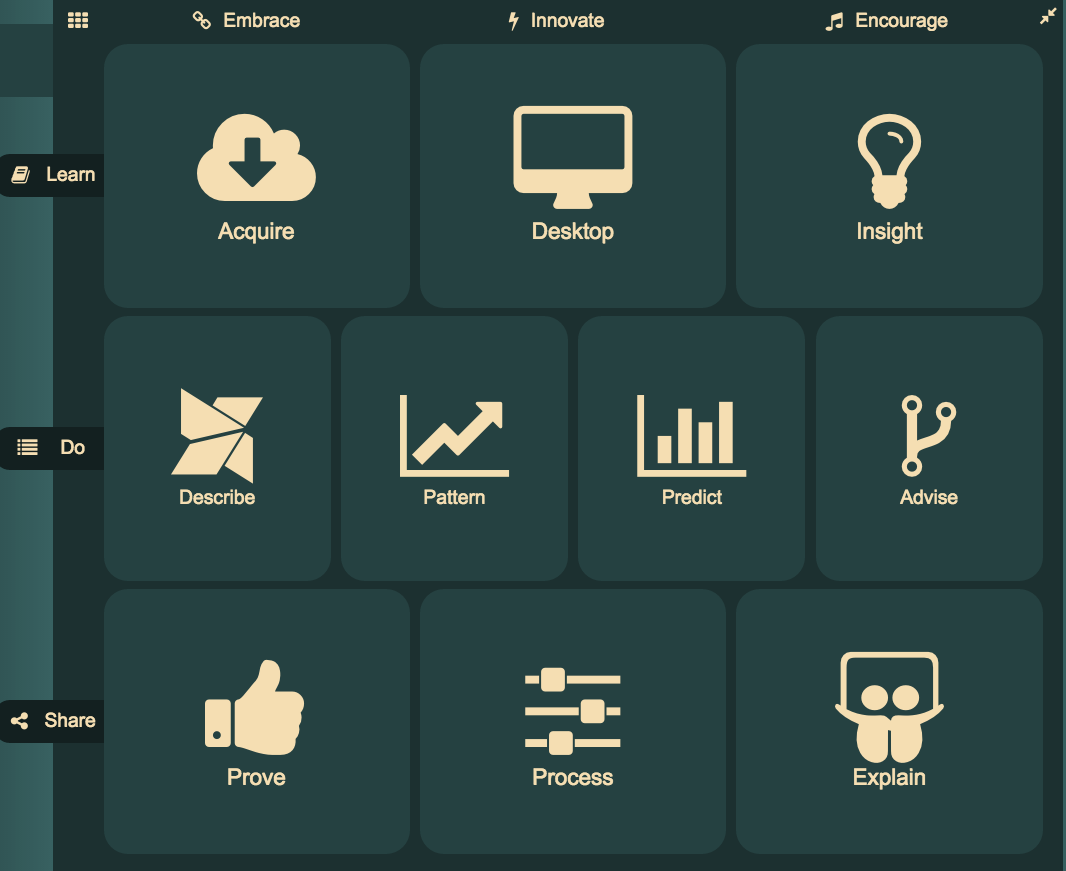 Embrace
Innovate
Encourage
Learn
Acquire
Desktop
Insight
Do
Describe
Pattern
Predict
Advise
Share
Prove
Process
Explain